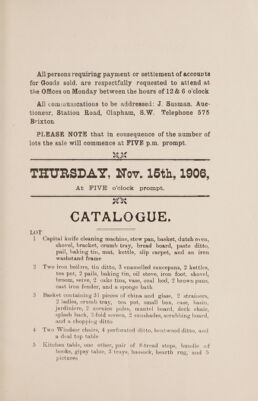 All persons requiring payment or settlement of accounts
for Goods sold, are respectfully requested to attend at
the Offices on Monday between the hours of 12 & 6 o'clock
All communications to be addressed: J. Susman, Auc-
tioneer, Station Road, Clapham, S.W. Telephone 575
Brixton
PLEASE NOTE that in consequence of the number of
lots the sale will commence at FIVE p.m. prompt.
THURSDAY, Nov. 15th, 1906,
At FIVE o'clock prompt.
CATALOGUE.
LOT
1 Capital knife cleaning machine, stew pan, basket, dutch oven,
shovel, bracket, crumb tray, bread board, paste ditto,
pail, baking tin, mat, kettle, slip carpet, and an iron
washstand frame
2 Two iron boilers, tin ditto, 3 enamelled saucepans, 2 kettles,
tea pot, 2 pails, baking tin, oil stove, iron foot, shovel,
broom, seive, 2 cake tins, vase, coal hod, 2 brown pans,
cast iron fender, and a sponge bath
3 Basket containing 31 pieces of china and glass, 2 strainers,
2 ladles, crumb tray, tea pot, small box, case, basin,
jardiniere, 2 cornice poles, mantel board, deck chair,
splash back, 3-fold screen, 2 sunshades, scrubbing board,
and a chopping ditto
4 Two Windsor chairs, 4 perforated ditto, bentwood ditto, and
a deal top table
5 Kitchen table, one other, pair of 8-tread steps, bundle of
books, gipsy table, 3 trays, hassock, hearth rug, and 5
pictures